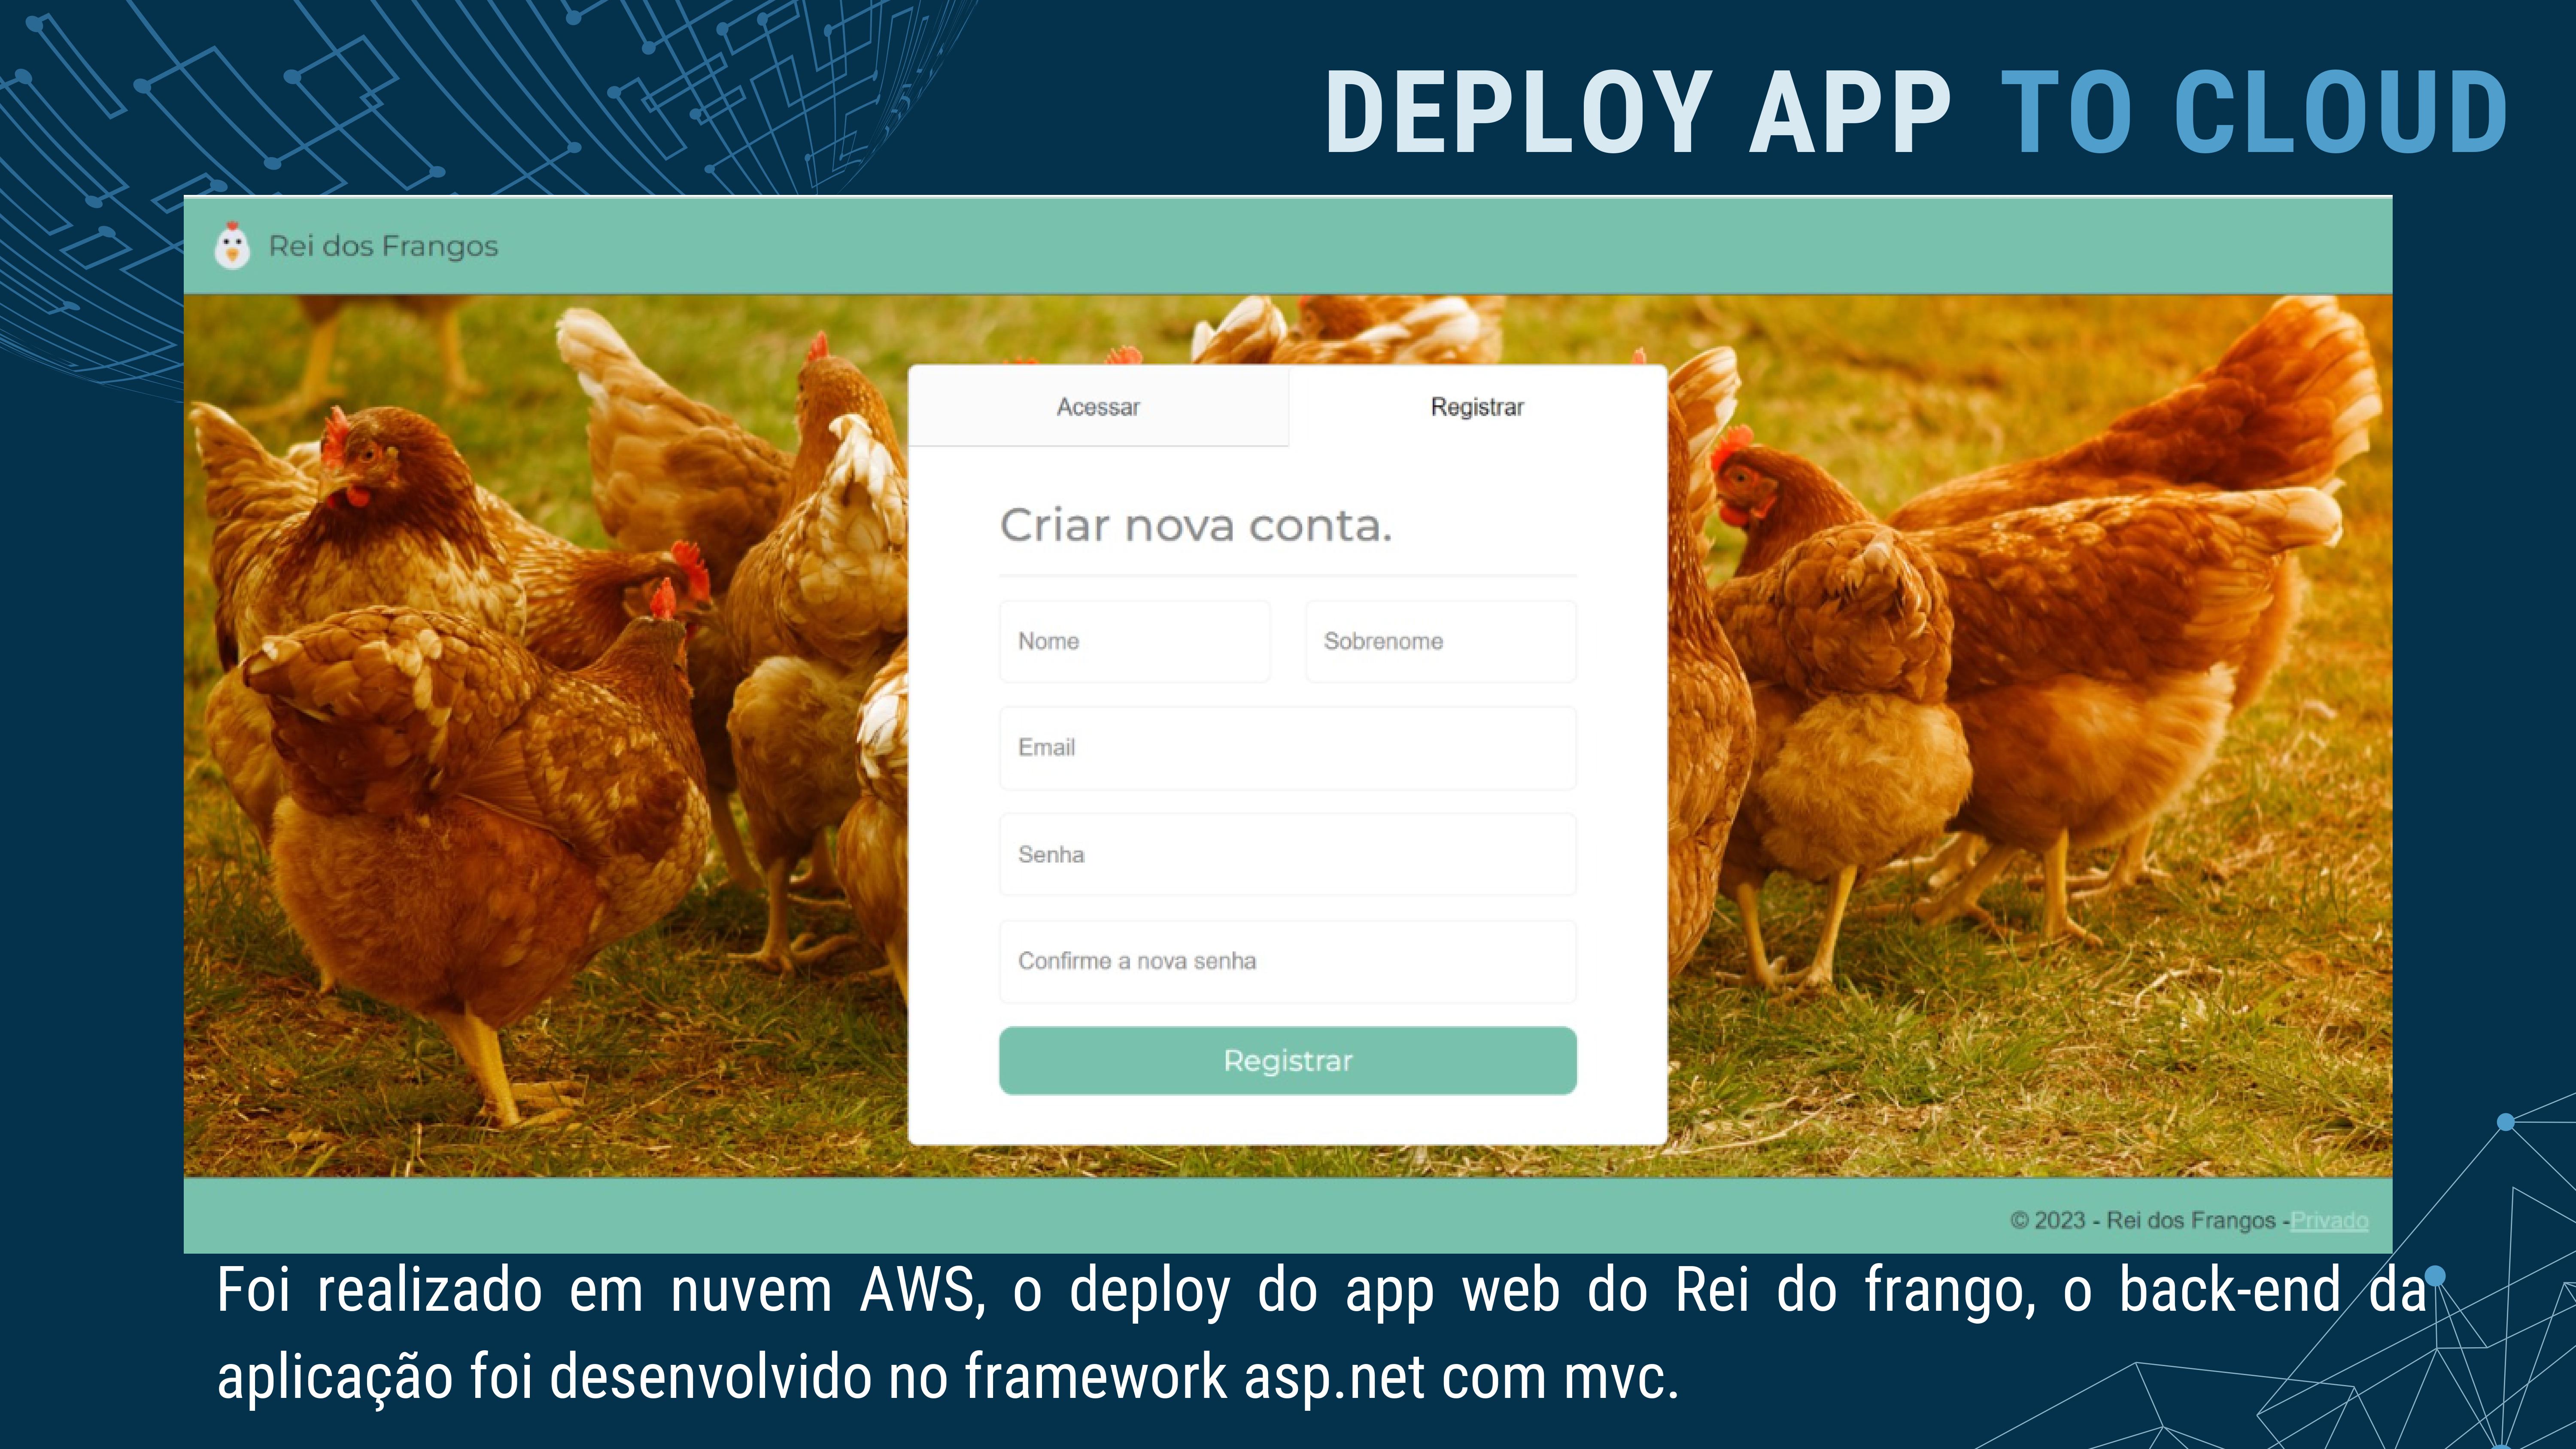 DEPLOY APP TO CLOUD
Rei dos Frangos
Acessar
Registrar
Criar nova conta.
Nome
Sobrenome
Email
Senha
Confirme a nova senha
Registrar
© 2023 - Rei dos Frangos -Privado
Foi realizado em nuvem AWS, o deploy do app web do Rei do frango, o back-end da
aplicação foi desenvolvido no framework asp.net com mvc.